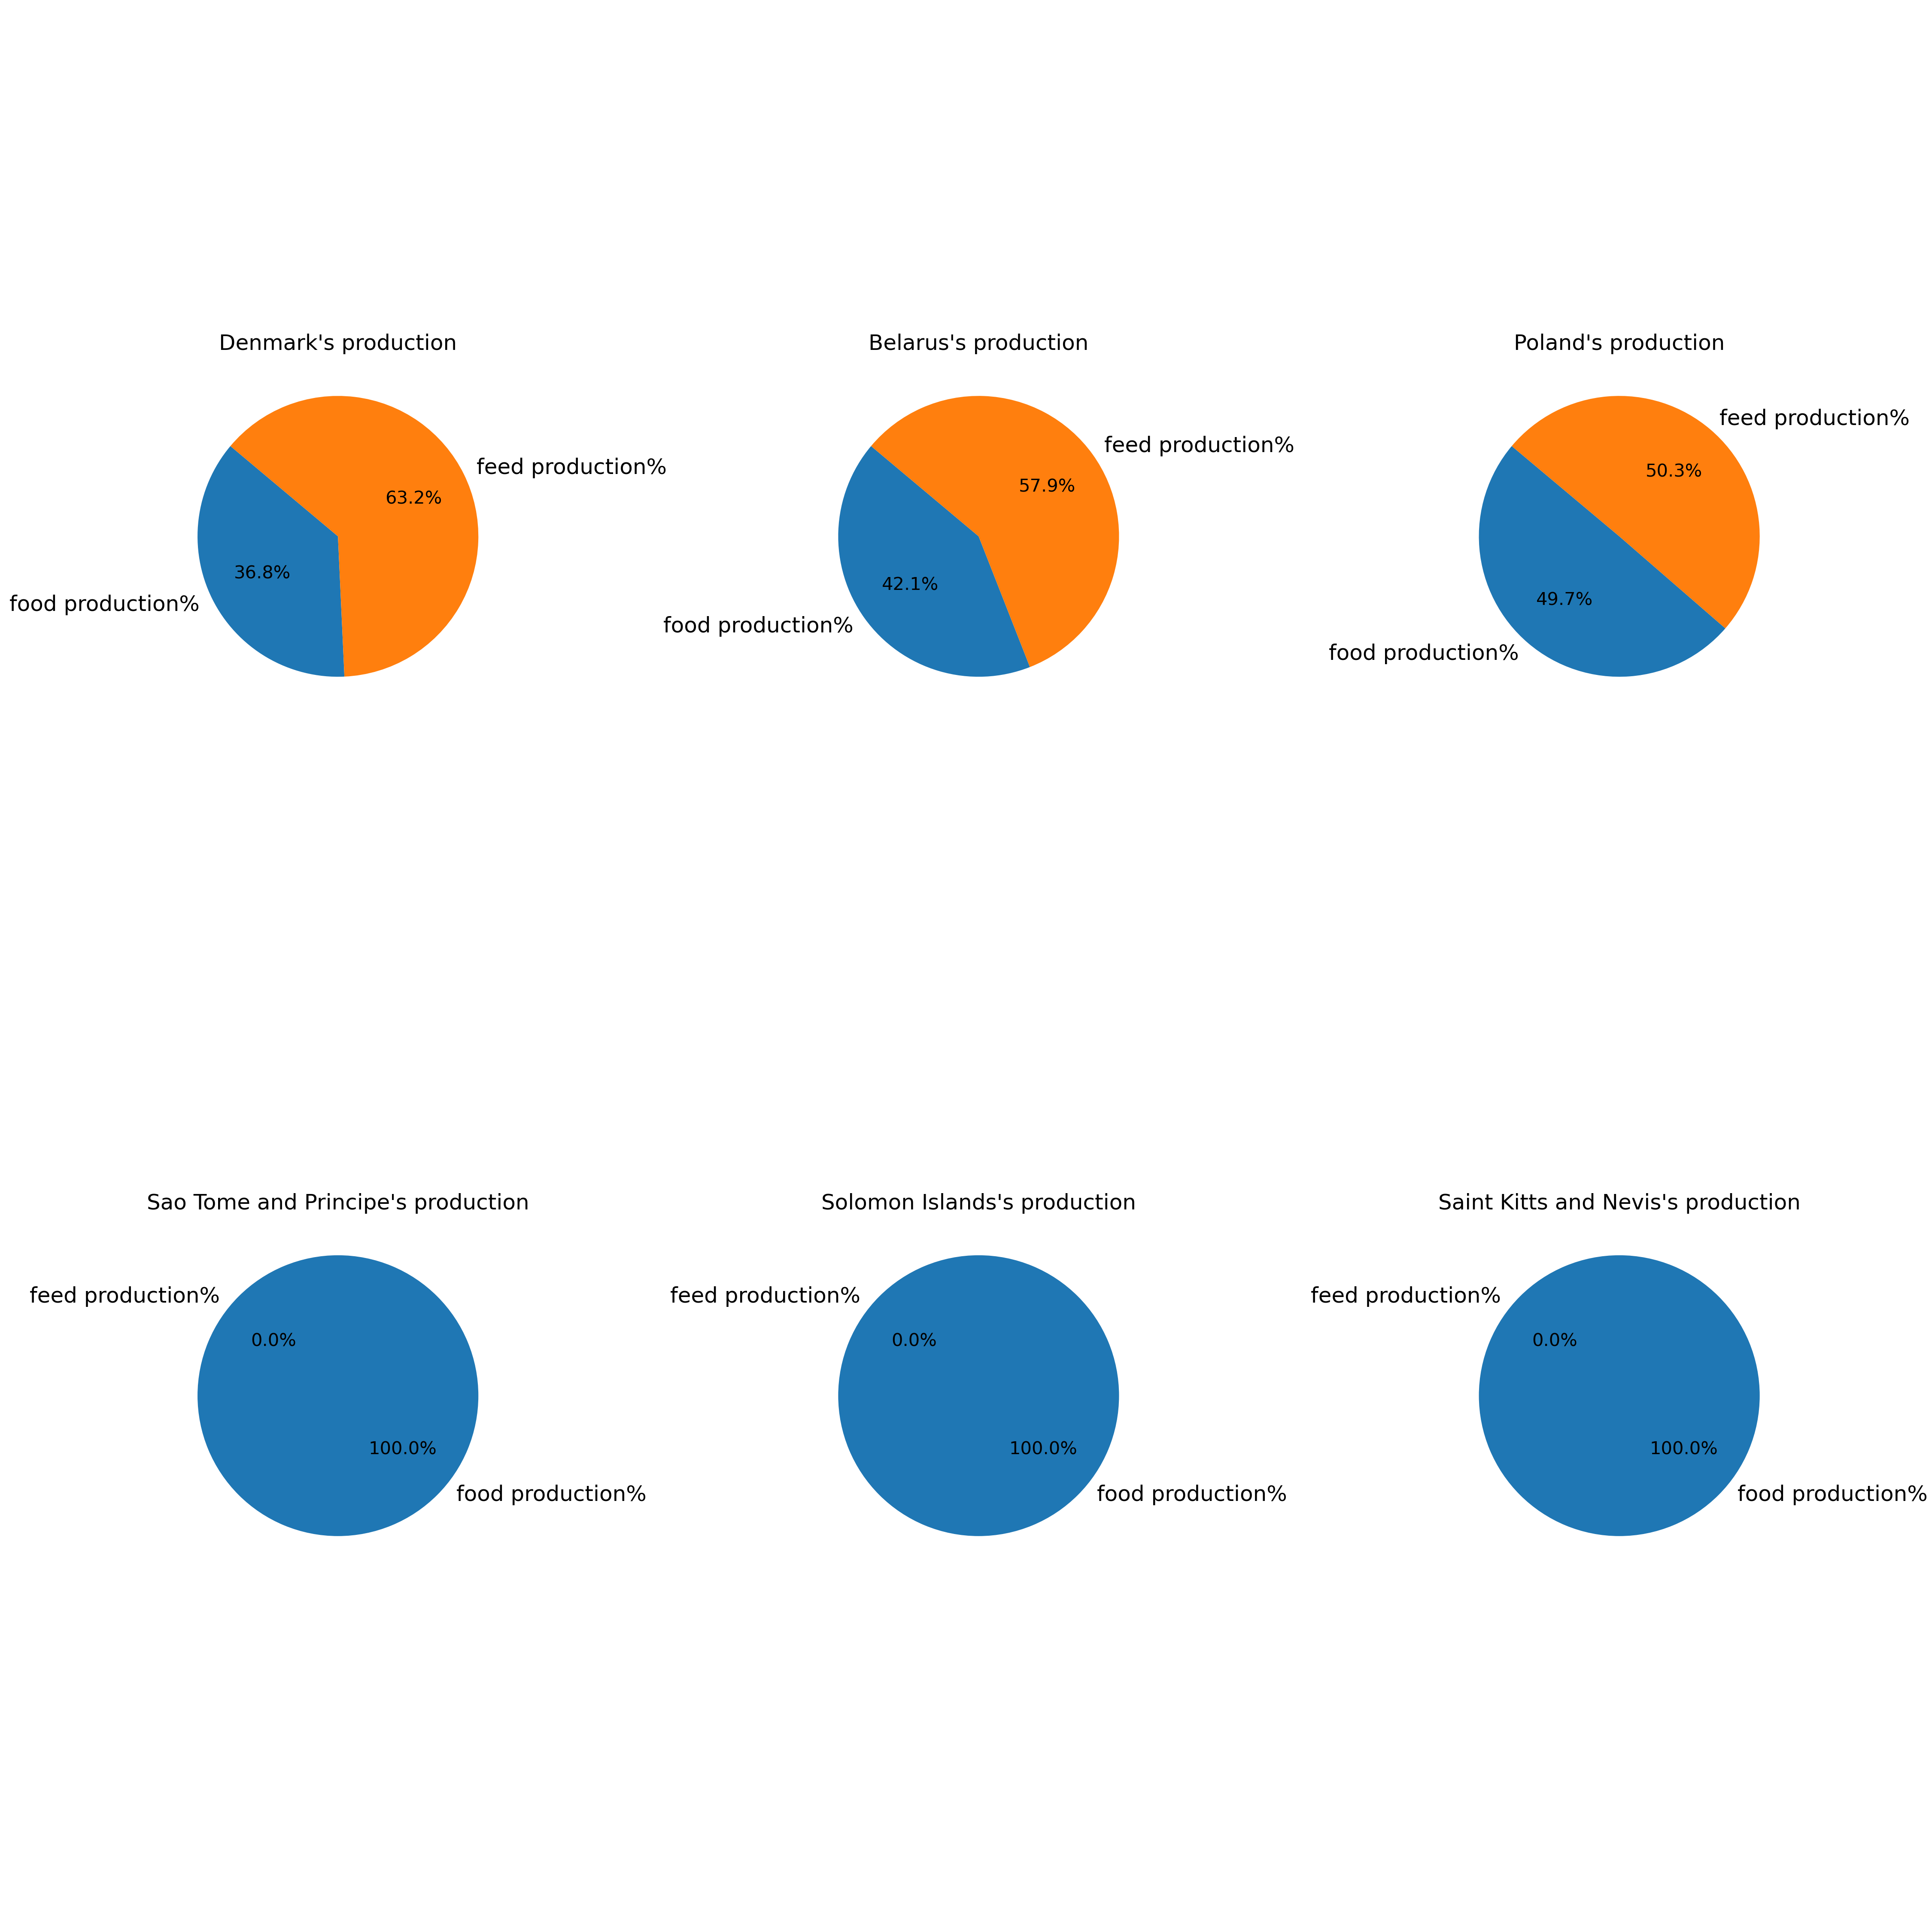 Denmark's production
feed production%
63.2%
36.8%
food production%
Belarus's production
feed production%
57.9%
42.1%
food production%
Poland's production
feed production%
50.3%
49.7%
food production%
Sao Tome and Principe's production
feed production%
0.0%
100.0%
food production%
Solomon Islands's production
feed production%
0.0%
100.0%
food production%
Saint Kitts and Nevis's production
feed production%
0.0%
100.0%
food production%